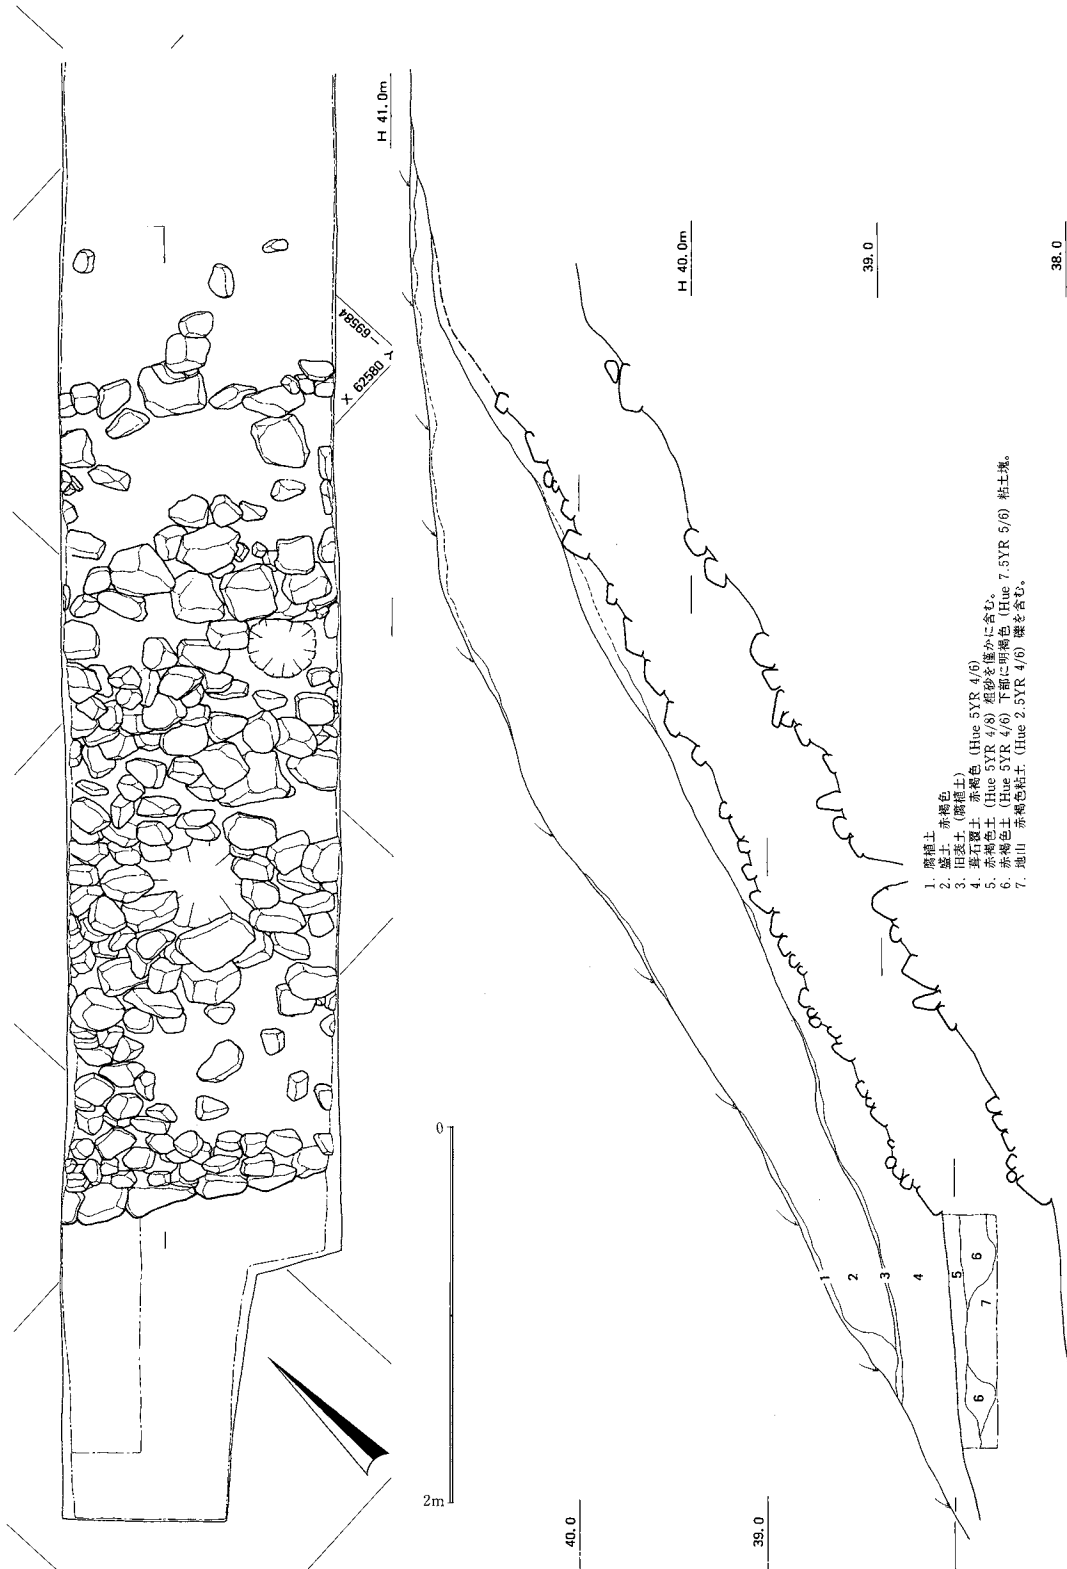 H 41.0m
H 40.0m
39.0
38.0
Y -69584
X 62580
1. 腐植土
2. 盛土 赤褐色
3. 旧表土 (腐植土)
4. 葺石覆土 赤褐色 (Hue 5YR 4/6)
5. 赤褐色土 (Hue 5YR 4/8) 粗砂を僅かに含む。
6. 赤褐色土 (Hue 5YR 4/6) 下部に明褐色 (Hue 7.5YR 5/6) 粘土塊。
7. 地山 赤褐色粘土 (Hue 2.5YR 4/6) 礫を含む。
0
2m
1
2
3
4
5
6
7
6
40.0
39.0